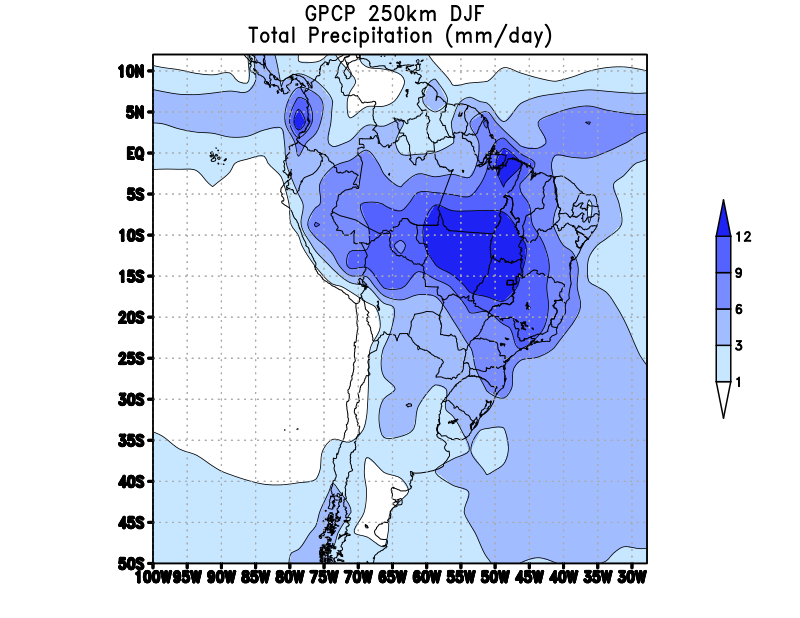 GPCP 250km DJF
Total Precipitation (mm/day)
10N
5N
EQ
5S
10S
15S
20S
25S
30S
35S
40S
45S
50S
100W 95W 90W 85W 80W 75W 70W 65W 60W 55W 50W 45W 40W 35W 30W
12
9
6
3
1